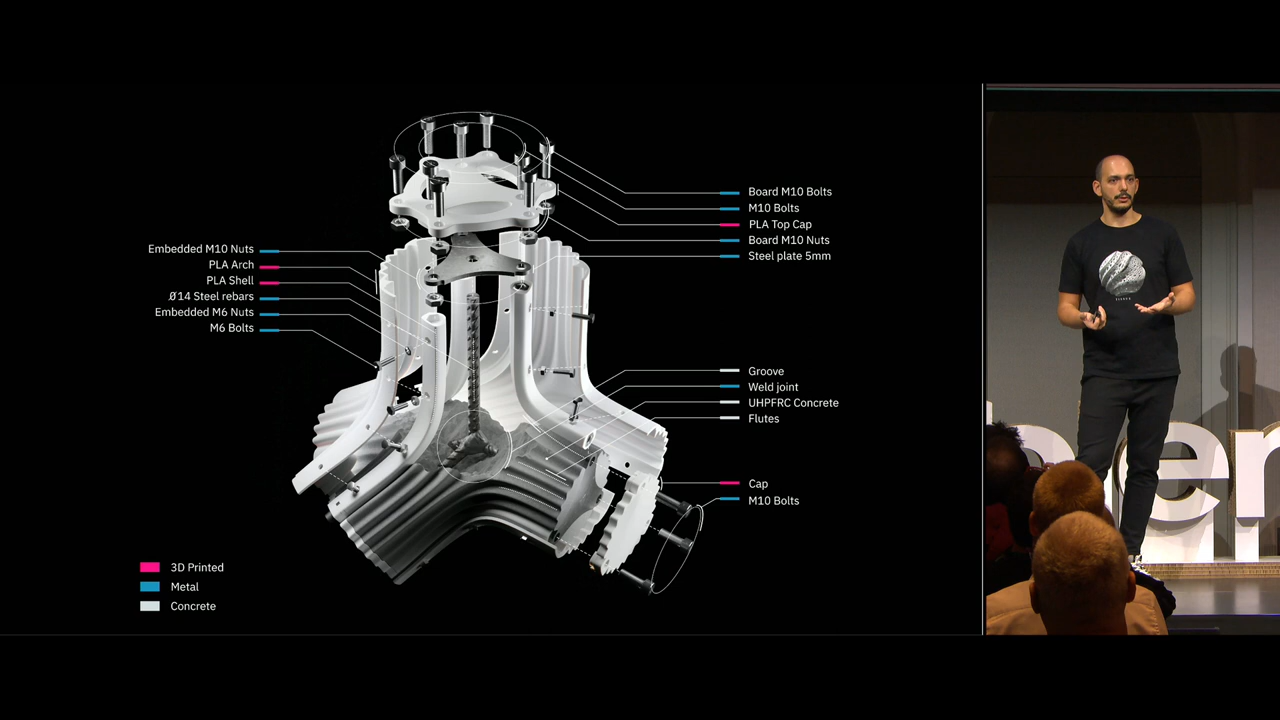 Board M10 Bolts
M10 Bolts
PLA Top Cap
Board M10 Nuts
Steel plate 5mm
Embedded M10 Nuts
PLA Arch
PLA Shell
Ø14 Steel rebars
Embedded M6 Nuts
M6 Bolts
Groove
Weld joint
UHPFRC Concrete
Flutes
Cap
M10 Bolts
3D Printed
Metal
Concrete